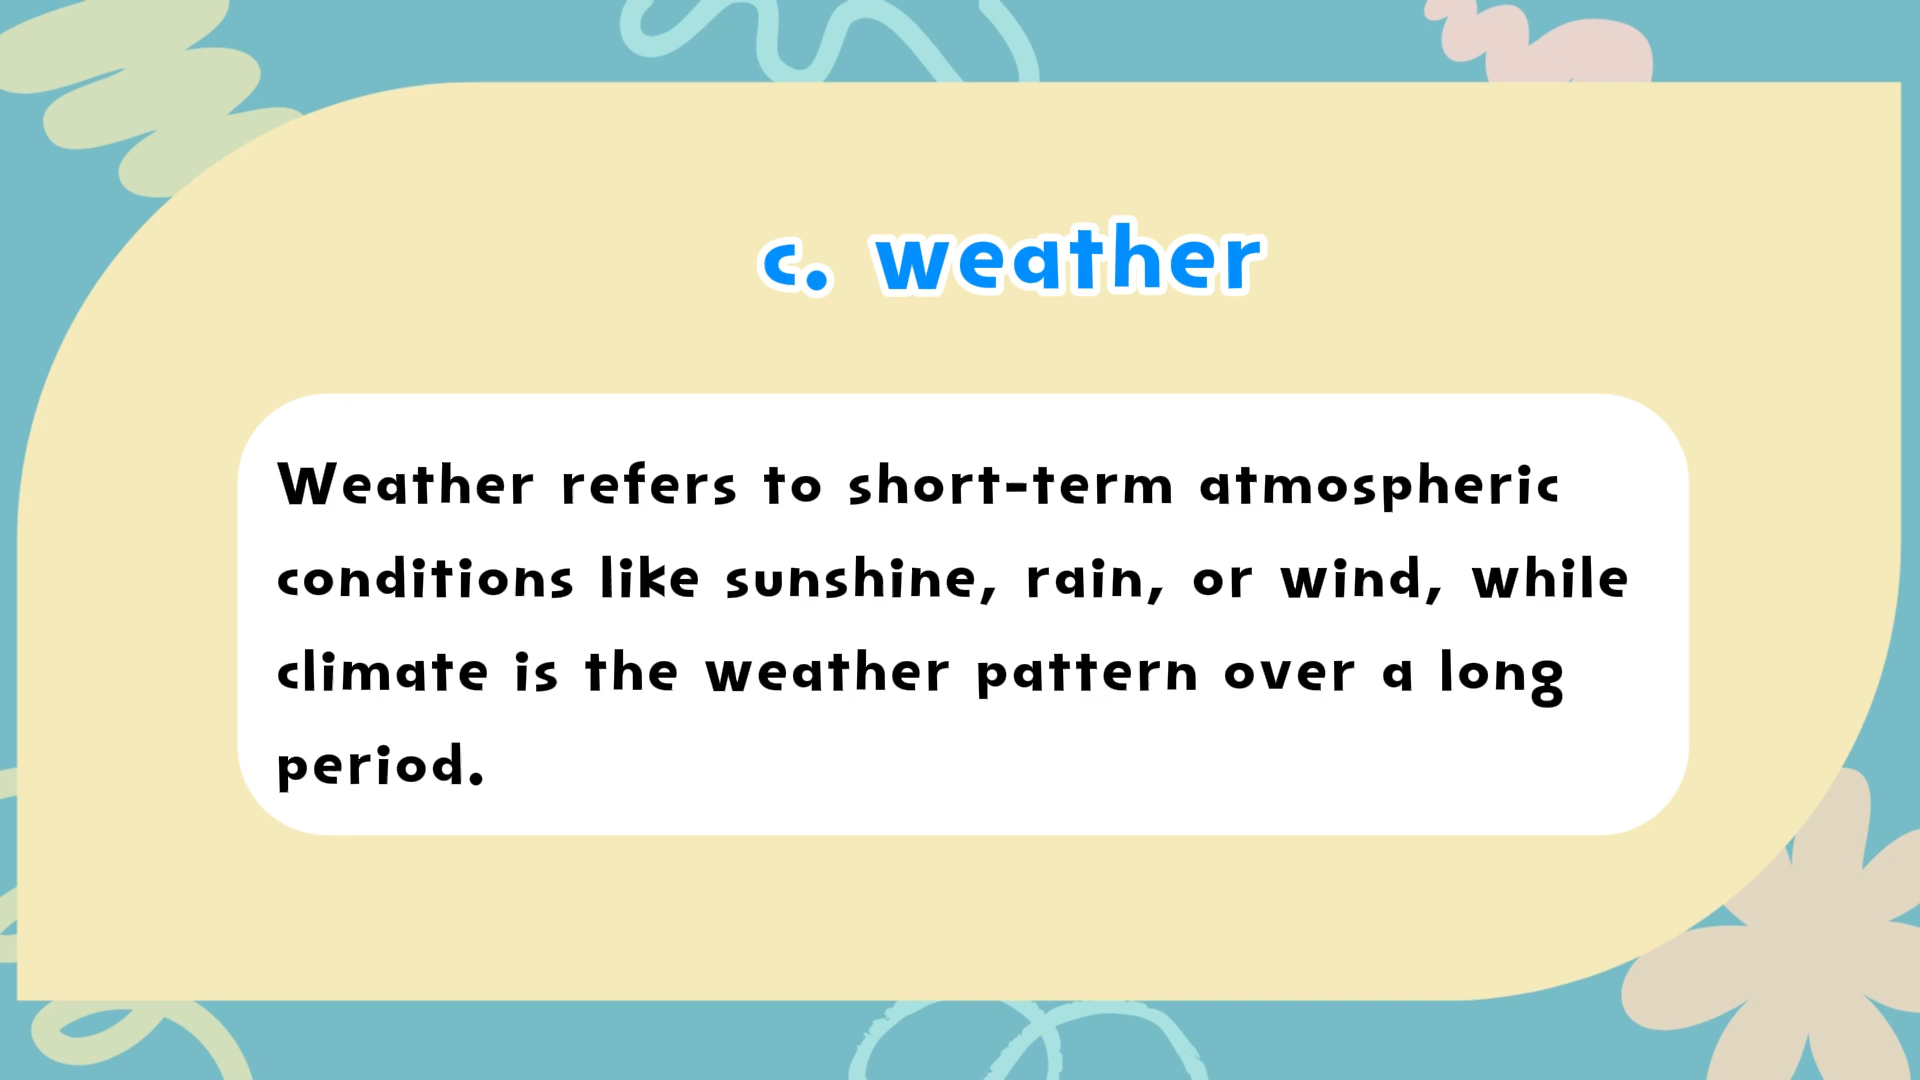 c. weather
Weather refers to short-term atmospheric
conditions like sunshine, rain, or wind, while
climate is the weather pattern over a long
period.